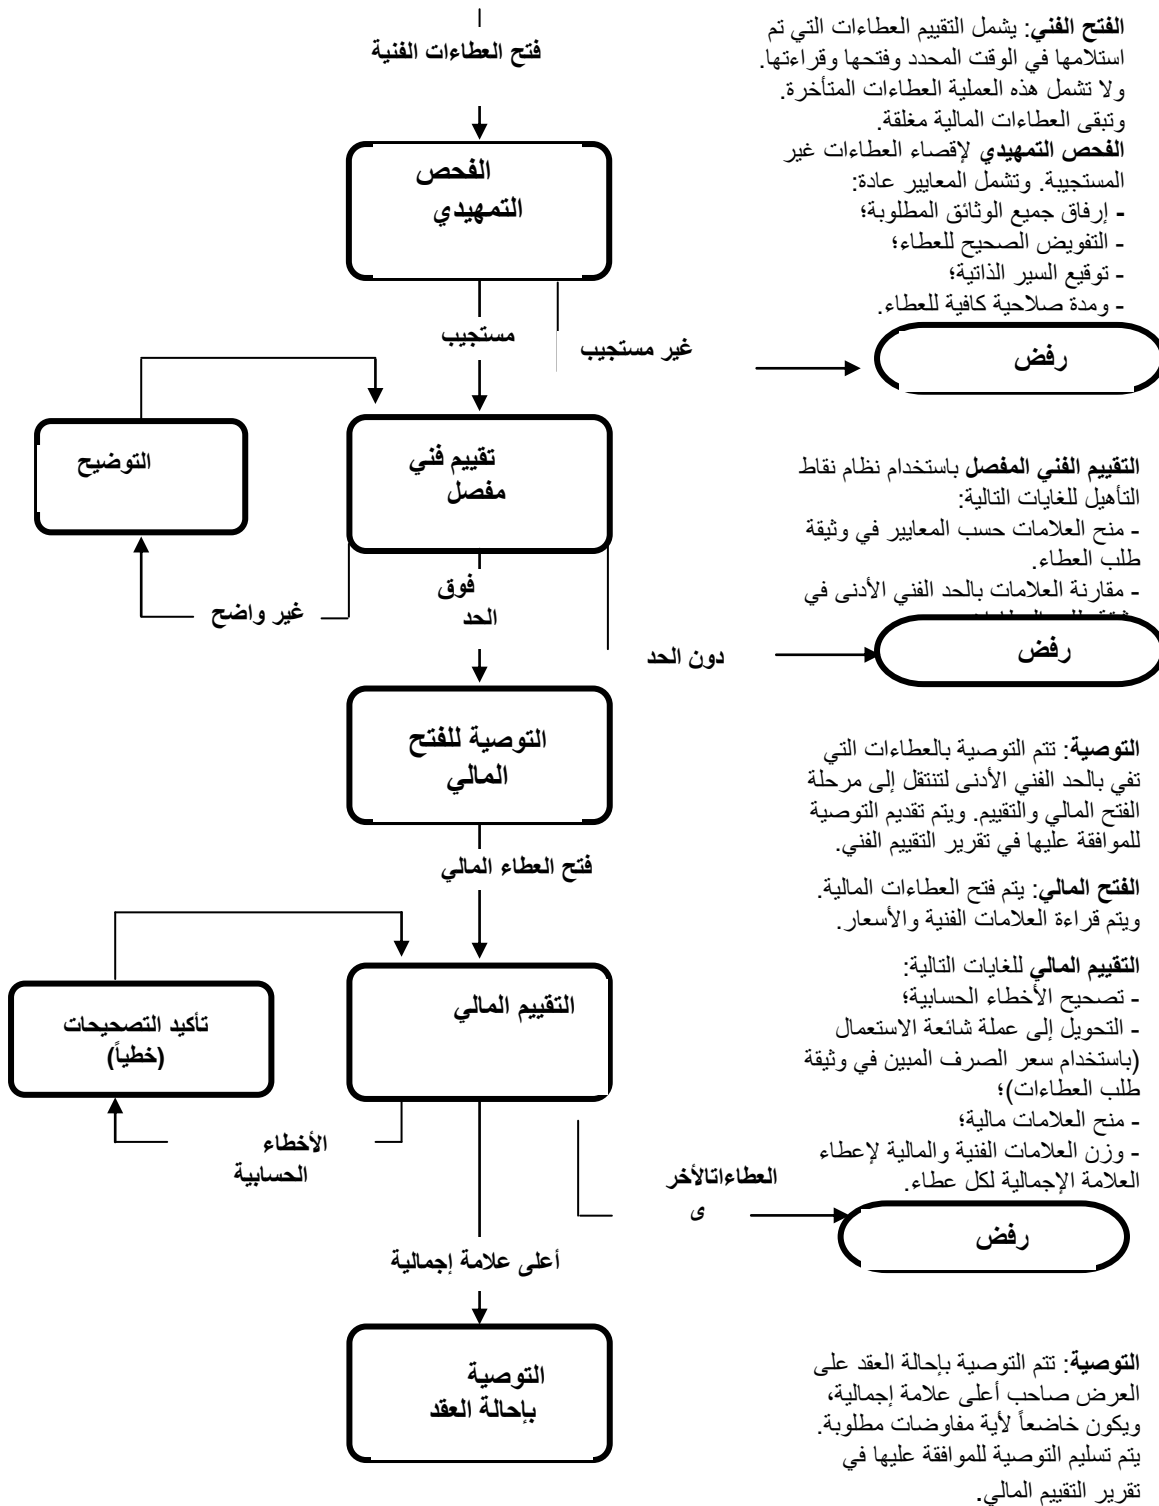 فتح العطاءات الفنية
الفتح الفني: يشمل التقييم العطاءات التي تم
استلامها في الوقت المحدد وفتحها وقراءتها.
ولا تشمل هذه العملية العطاءات المتأخرة.
وتبقى العطاءات المالية مغلقة.
الفحص
التمهيدي
الفحص التمهيدي لإقصاء العطاءات غير
المستجيبة. وتشمل المعايير عادة:
- إرفاق جميع الوثائق المطلوبة؛
- التفويض الصحيح للعطاء؛
- توقيع السير الذاتية؛
- ومدة صلاحية كافية للعطاء.
مستجيب
غير مستجيب
رفض
تقييم فني
مفصل
التوضيح
التقييم الفني المفصل باستخدام نظام نقاط
التأهيل للغايات التالية:
- منح العلامات حسب المعايير في وثيقة
طلب العطاء.
- مقارنة العلامات بالحد الفني الأدنى في
فوق
الحد
غير واضح
دون الحد
رفض
التوصية للفتح
المالي
التوصية: تتم التوصية بالعطاءات التي
تفي بالحد الفني الأدنى لتنتقل إلى مرحلة
الفتح المالي والتقييم. ويتم تقديم التوصية
للموافقة عليها في تقرير التقييم الفني.
فتح العطاء المالي
الفتح المالي: يتم فتح العطاءات المالية.
ويتم قراءة العلامات الفنية والأسعار.
التقييم المالي
تأكيد التصحيحات
(خطياً)
التقييم المالي للغايات التالية:
- تصحيح الأخطاء الحسابية؛
- التحويل إلى عملة شائعة الاستعمال
(باستخدام سعر الصرف المبين في وثيقة
طلب العطاءات)؛
- منح العلامات مالية؛
- وزن العلامات الفنية والمالية لإعطاء
العلامة الإجمالية لكل عطاء.
الأخطاء
الحسابية
العطاءاتالأخر
ى
رفض
أعلى علامة إجمالية
التوصية
بإحالة العقد
التوصية: تتم التوصية بإحالة العقد على
العرض صاحب أعلى علامة إجمالية،
ويكون خاضعاً لأية مفاوضات مطلوبة.
يتم تسليم التوصية للموافقة عليها في
تقرير التقييم المالي.